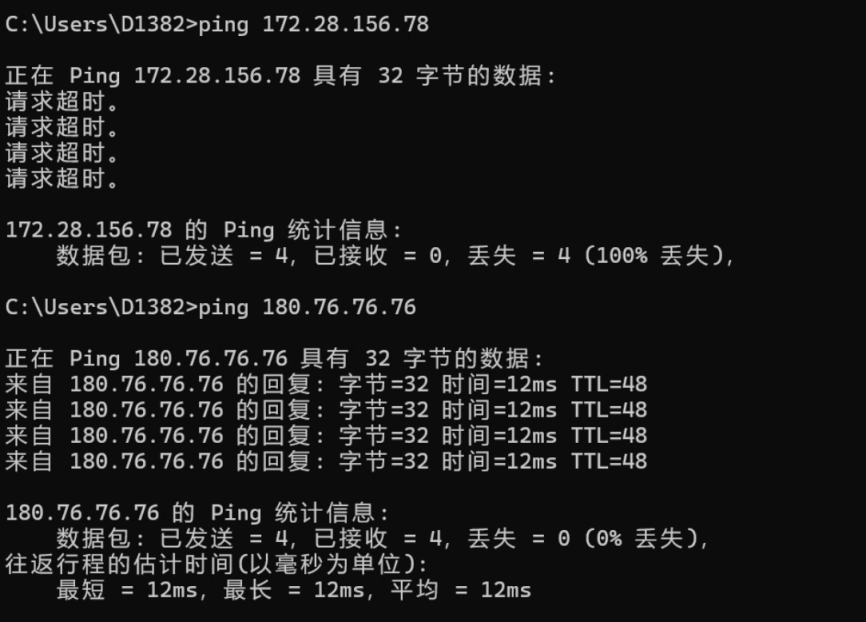 C:\Users\D1382>ping 172.28.156.78
正在 Ping 172.28.156.78 具有 32 字节的数据:
请求超时。
请求超时。
请求超时。
请求超时。
172.28.156.78 的 Ping 统计信息:
数据包: 已发送 = 4, 已接收 = 0, 丢失 = 4 (100% 丢失),
C:\Users\D1382>ping 180.76.76.76
正在 Ping 180.76.76.76 具有 32 字节的数据:
来自 180.76.76.76 的回复: 字节=32 时间=12ms TTL=48
来自 180.76.76.76 的回复: 字节=32 时间=12ms TTL=48
来自 180.76.76.76 的回复: 字节=32 时间=12ms TTL=48
来自 180.76.76.76 的回复: 字节=32 时间=12ms TTL=48
180.76.76.76 的 Ping 统计信息:
数据包: 已发送 = 4, 已接收 = 4, 丢失 = 0 (0% 丢失),
往返行程的估计时间(以毫秒为单位):
最短 = 12ms, 最长 = 12ms, 平均 = 12ms